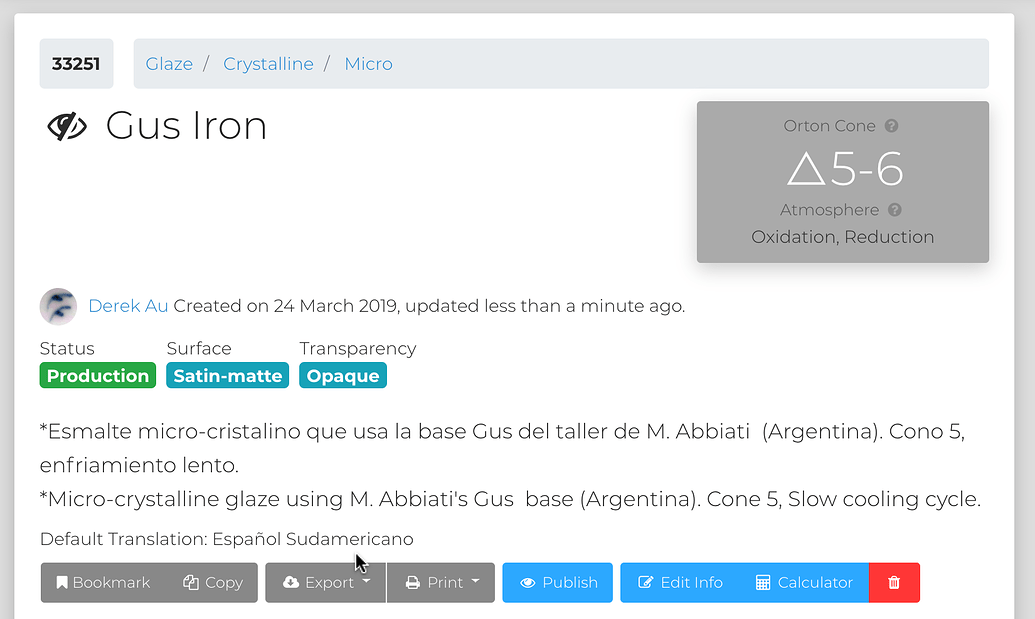 33251
Glaze / Crystalline / Micro
Gus Iron
Orton Cone ?
△5-6
Atmosphere ?
Oxidation, Reduction
Derek Au Created on 24 March 2019, updated less than a minute ago.
Status Surface Transparency
Production Satin-matte Opaque
*Esmalte micro-cristalino que usa la base Gus del taller de M. Abbiati (Argentina). Cono 5,
enfriamiento lento.
*Micro-crystalline glaze using M. Abbiati's Gus base (Argentina). Cone 5, Slow cooling cycle.
Default Translation: Español Sudamericano
Bookmark Copy Export Print Publish Edit Info Calculator